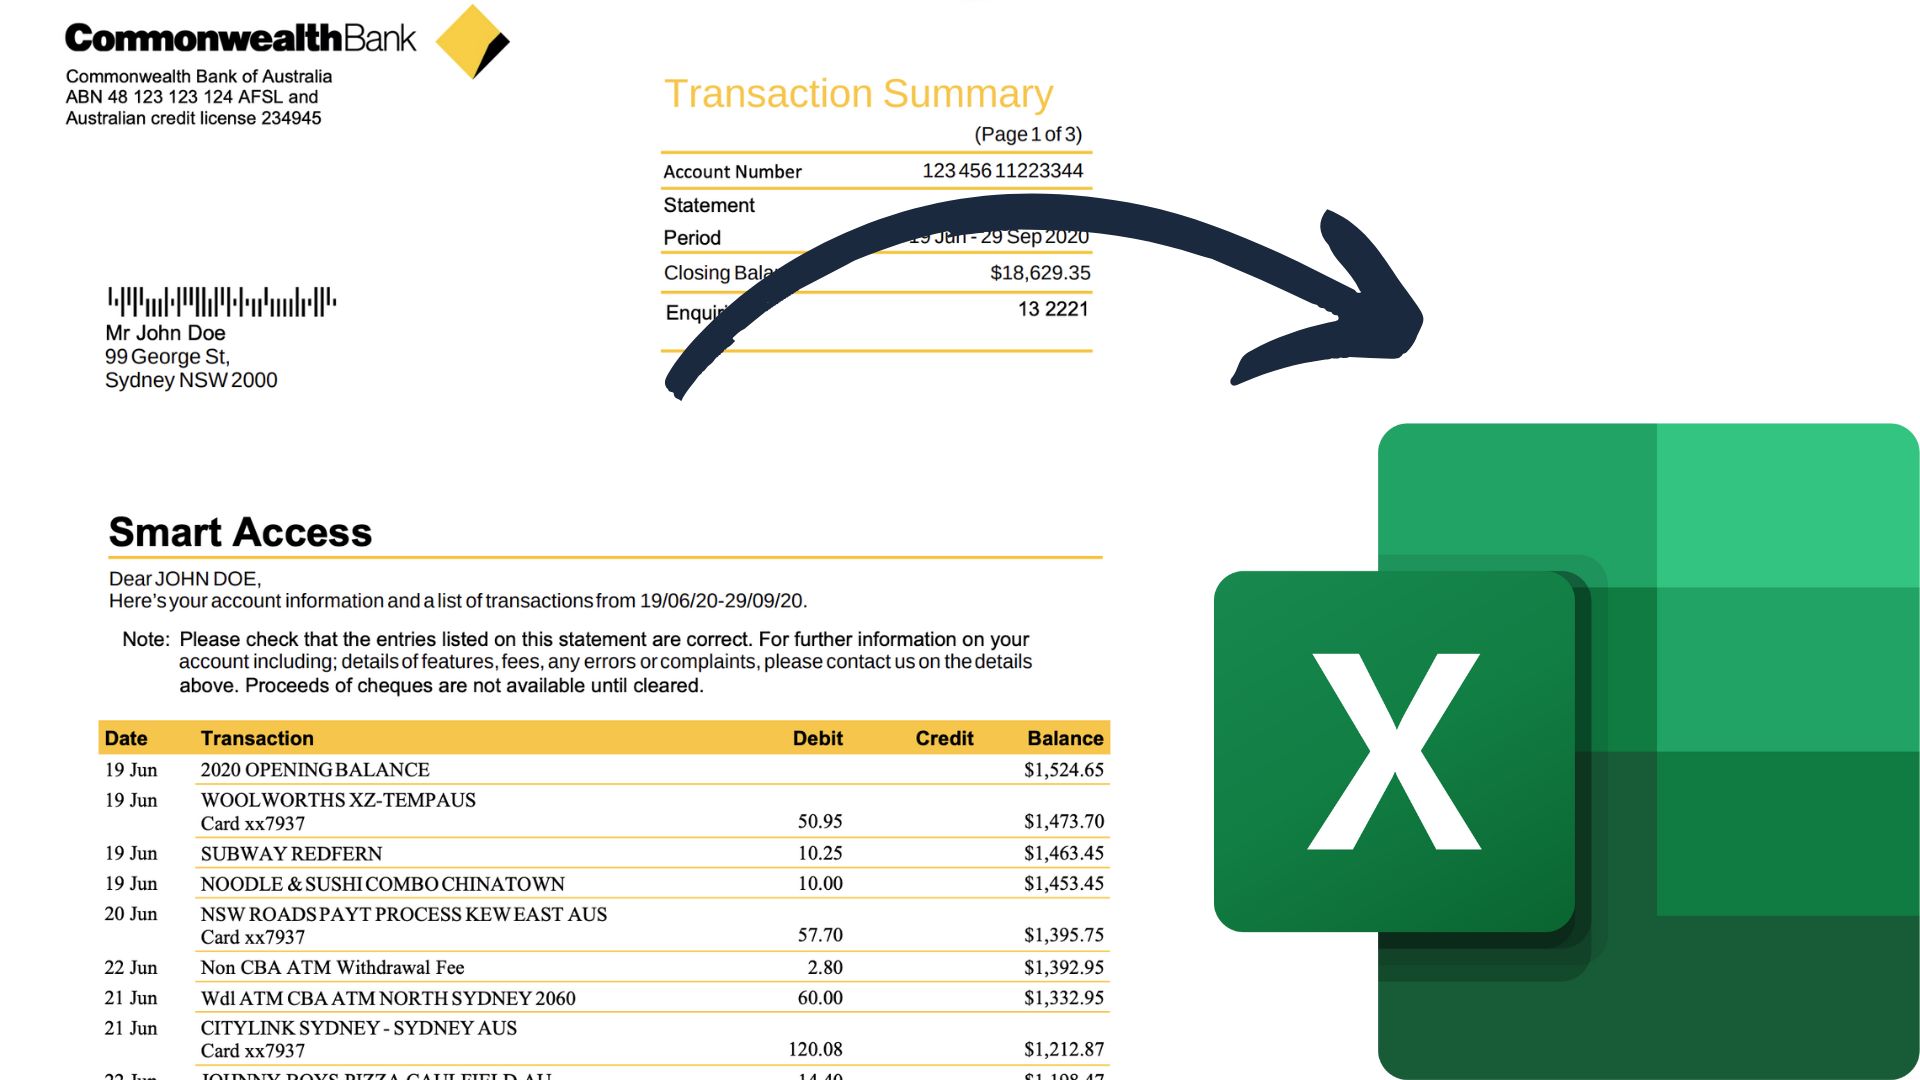 CommonwealthBank
Commonwealth Bank of Australia
ABN 48 123 123 124 AFSL and
Australian credit license 234945
Transaction Summary
(Page 1 of 3)
Account Number 123 456 11223344
Statement
Period 19 Jun - 29 Sep 2020
Closing $18,629.35
13 2221
Mr John Doe
99 George St,
Sydney NSW 2000
Smart Access
Dear JOHN DOE,
Here's your account information and a list of transactions from 19/06/20-29/09/20.
Note: Please check that the entries listed on this statement are correct. For further information on your
account including; details of features, fees, any errors or complaints, please contact us on the details
above. Proceeds of cheques are not available until cleared.
Date Transaction Debit Credit Balance
19 Jun 2020 OPENING BALANCE $1,524.65
19 Jun WOOLWORTHS XZ-TEMPAUS
Card xx7937 50.95 $1,473.70
19 Jun SUBWAY REDFERN 10.25 $1,463.45
19 Jun NOODLE & SUSHI COMBO CHINATOWN 10.00 $1,453.45
20 Jun NSW ROADS PAYT PROCESS KEW EAST AUS
Card xx7937 57.70 $1,395.75
22 Jun Non CBA ATM Withdrawal Fee 2.80 $1,392.95
21 Jun Wdl ATM CBA ATM NORTH SYDNEY 2060 60.00 $1,332.95
21 Jun CITYLINK SYDNEY - SYDNEY AUS
Card xx7937 120.08 $1,212.87
X